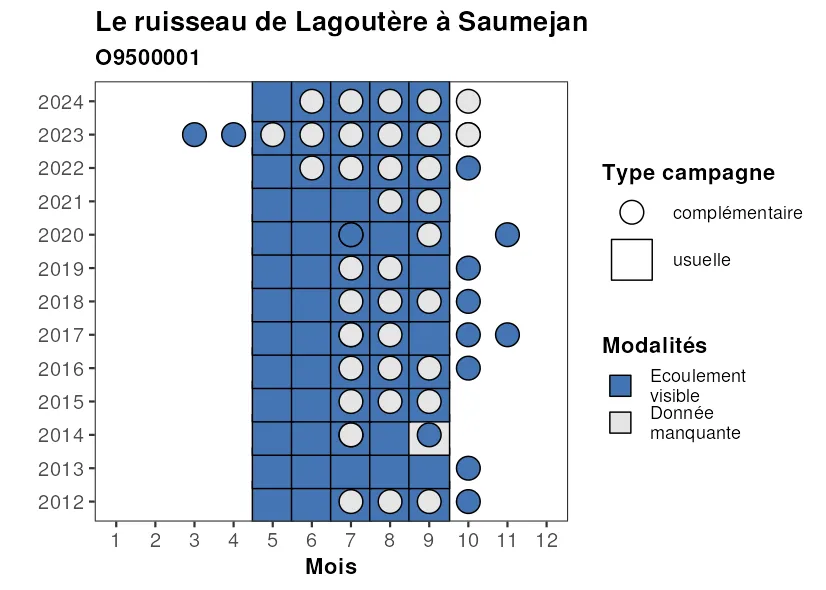 Le ruisseau de Lagoutère à Saumejan
O9500001
2024
2023
2022
2021
2020
2019
2018
2017
2016
2015
2014
2013
2012
1 2 3 4 5 6 7 8 9 10 11 12
Mois
Type campagne
complémentaire
usuelle
Modalités
Ecoulement
visible
Donnée
manquante